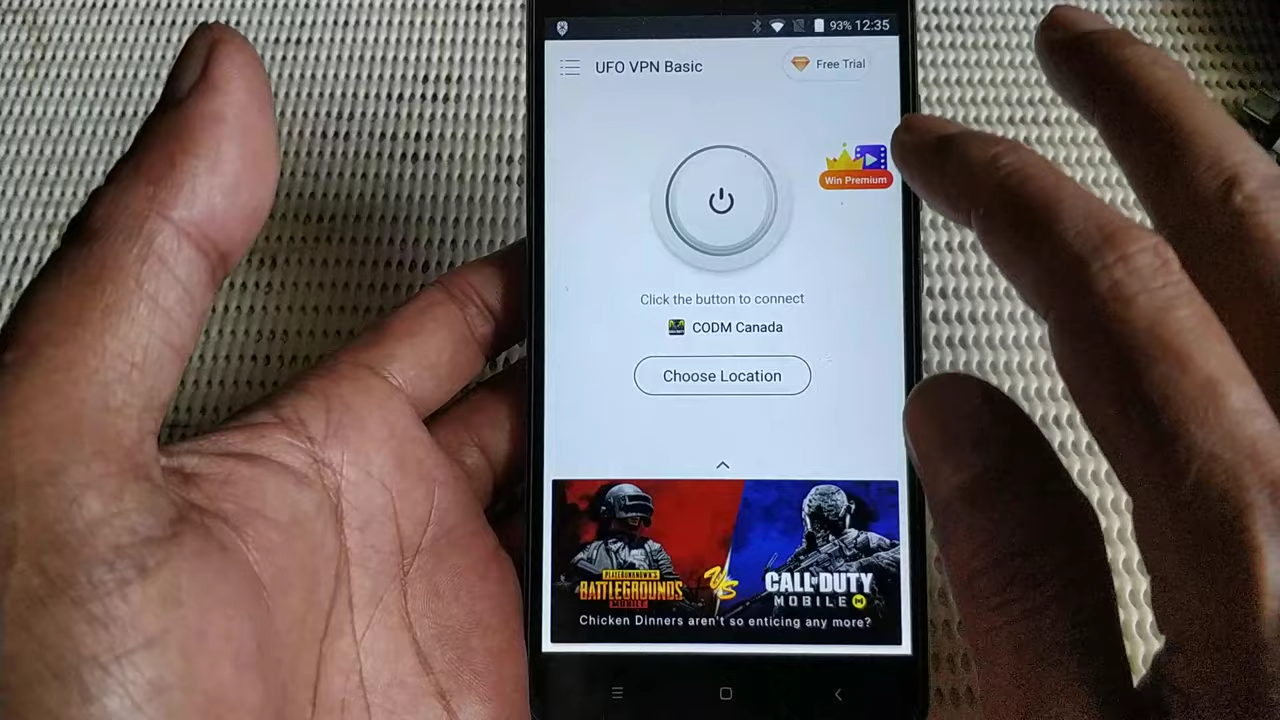 93% 12:35
UFO VPN Basic
Free Trial
Win Premium
Click the button to connect
CODM Canada
Choose Location
PLAYERUNKNOWN'S
BATTLEGROUNDS
MOBILE
VS
CALL OF DUTY
MOBILE
Chicken Dinners aren't so enticing any more?